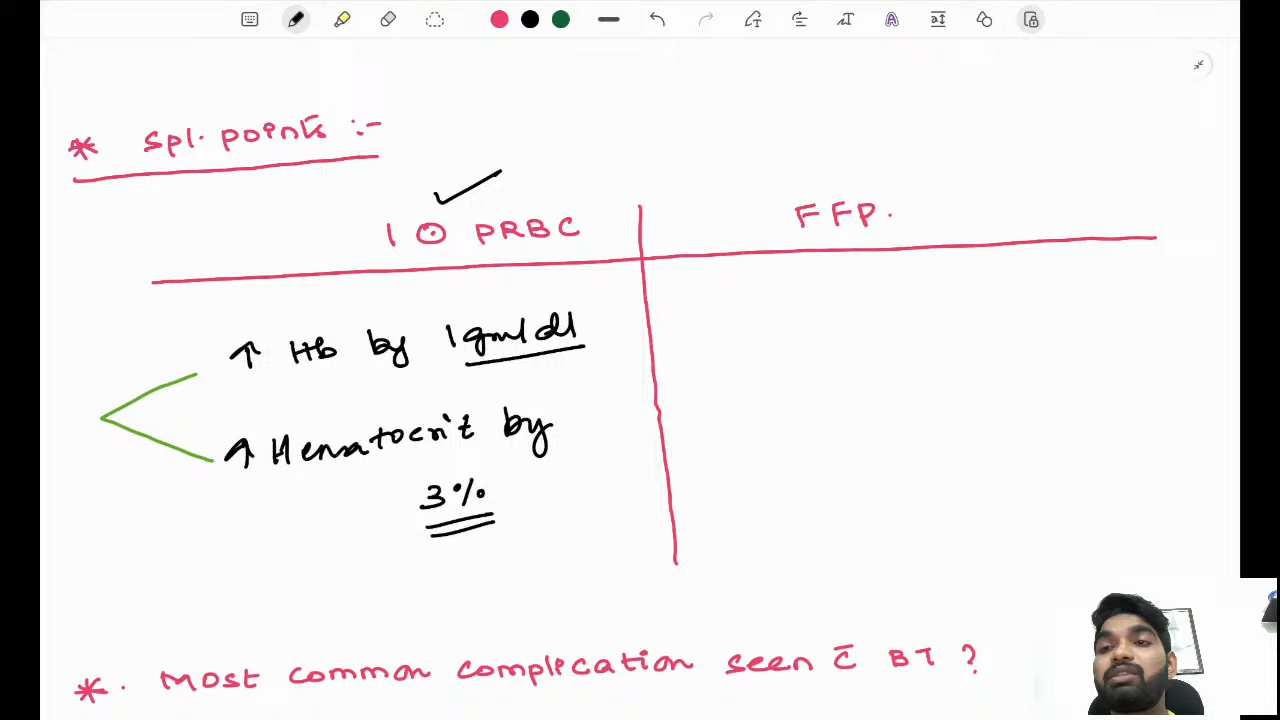 * Spl. points :-
1 ⊙ PRBC
FFP.
↑ Hb by 1gm/dl
↑ Hematocrit by
3%
*. Most common complication seen c̄ BT ?